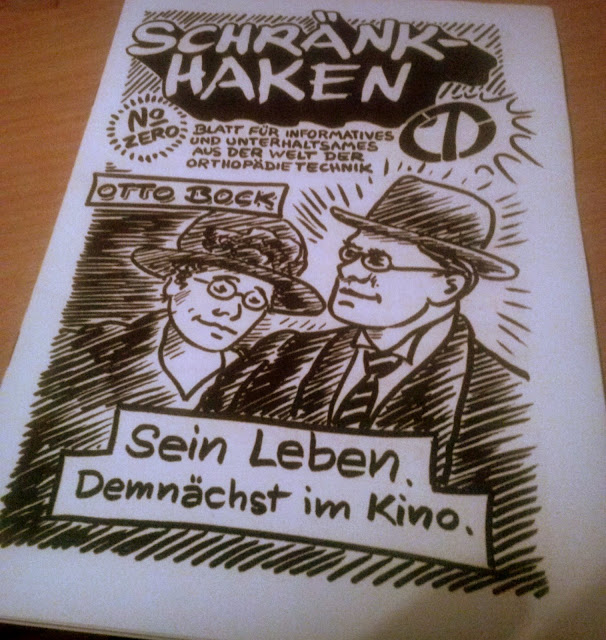 SCHRÄNK-
HAKEN
No
ZERO
BLATT FÜR INFORMATIVES
UND UNTERHALTSAMES
AUS DER WELT DER
ORTHOPÄDIETECHNIK
OTTO BOCK
Sein Leben.
Demnächst im Kino.